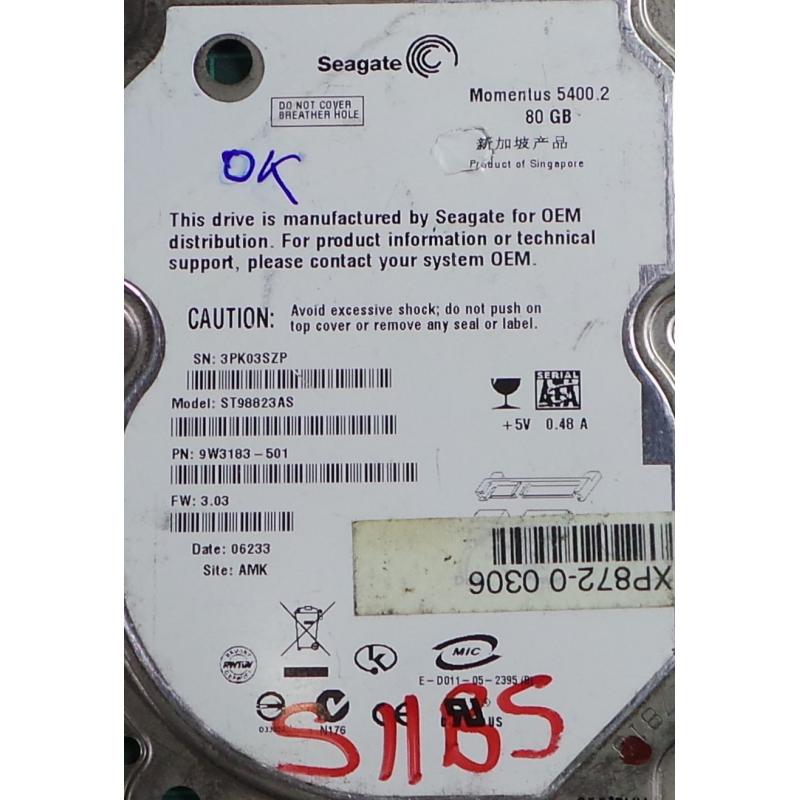 Seagate
DO NOT COVER
BREATHER HOLE
Momentus 5400.2
80 GB
新加坡产品
Product of Singapore
OK
This drive is manufactured by Seagate for OEM
distribution. For product information or technical
support, please contact your system OEM.
CAUTION: Avoid excessive shock; do not push on
top cover or remove any seal or label.
SN: 3PK03SZP
Model: ST98823AS
SERIAL
ATA
+5V 0.48 A
PN: 9W3183-501
FW: 3.03
Date: 06233
Site: AMK
XP872-0 0306
MIC
E-D011-05-2395(B)
N176
US
S1185